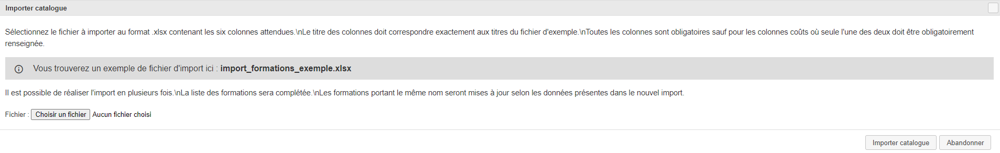 Importer catalogue
Sélectionnez le fichier à importer au format .xlsx contenant les six colonnes attendues.\nLe titre des colonnes doit correspondre exactement aux titres du fichier d'exemple.\nToutes les colonnes sont obligatoires sauf pour les colonnes coûts où seule l'une des deux doit être obligatoirement
renseignée.
Vous trouverez un exemple de fichier d'import ici : import_formations_exemple.xlsx
Il est possible de réaliser l'import en plusieurs fois.\nLa liste des formations sera complétée.\nLes formations portant le même nom seront mises à jour selon les données présentes dans le nouvel import.
Fichier : Choisir un fichier Aucun fichier choisi
Importer catalogue Abandonner